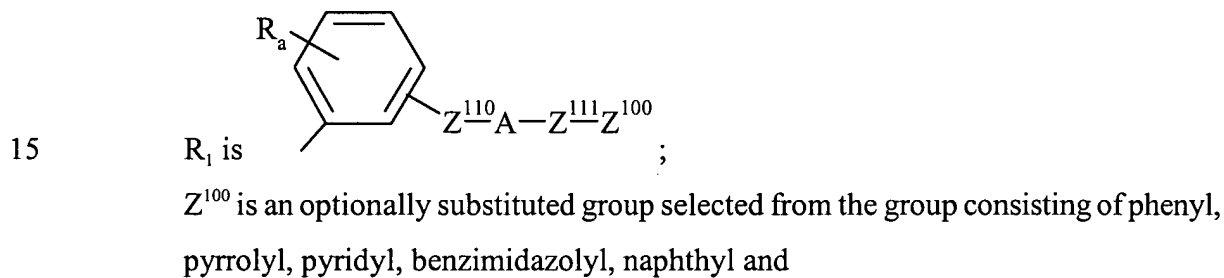 R_a
Z^110 A—Z^111 Z^100
15 R_1 is ;
Z^100 is an optionally substituted group selected from the group consisting of phenyl,
pyrrolyl, pyridyl, benzimidazolyl, naphthyl and